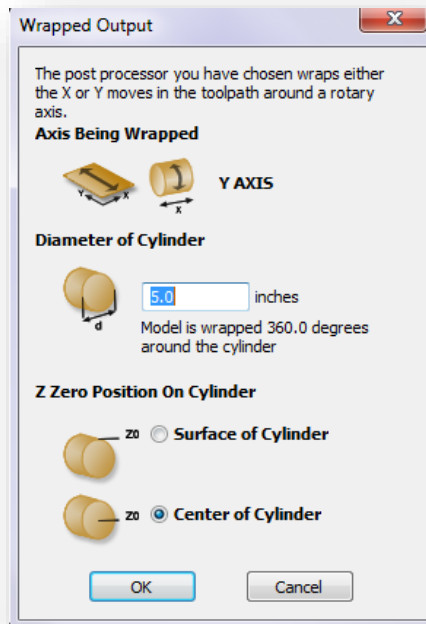 Wrapped Output
The post processor you have chosen wraps either
the X or Y moves in the toolpath around a rotary
axis.
Axis Being Wrapped
Y X X Y AXIS
Diameter of Cylinder
5.0 inches
d
Model is wrapped 360.0 degrees
around the cylinder
Z Zero Position On Cylinder
Z0 Surface of Cylinder
Z0 Center of Cylinder
OK Cancel